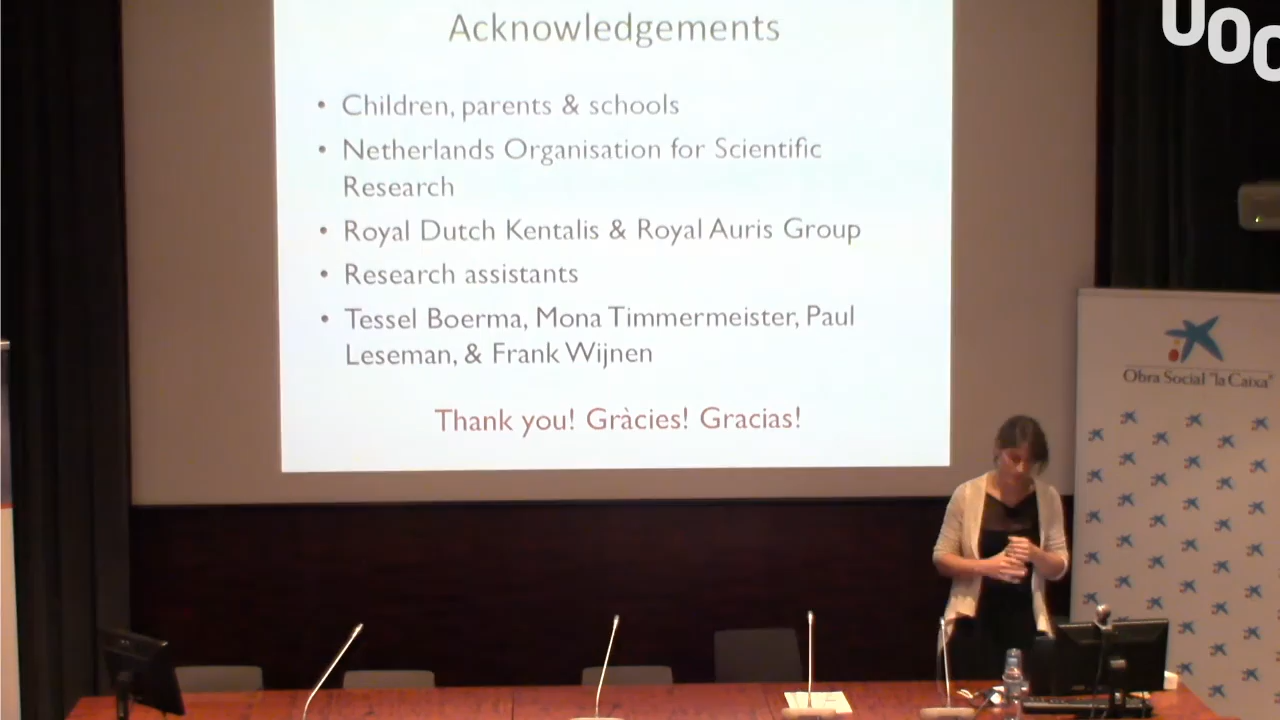 Acknowledgements
UOC
• Children, parents & schools
• Netherlands Organisation for Scientific
Research
• Royal Dutch Kentalis & Royal Auris Group
• Research assistants
• Tessel Boerma, Mona Timmermeister, Paul
Leseman, & Frank Wijnen
Thank you! Gràcies! Gracias!
Obra Social "la Caixa"